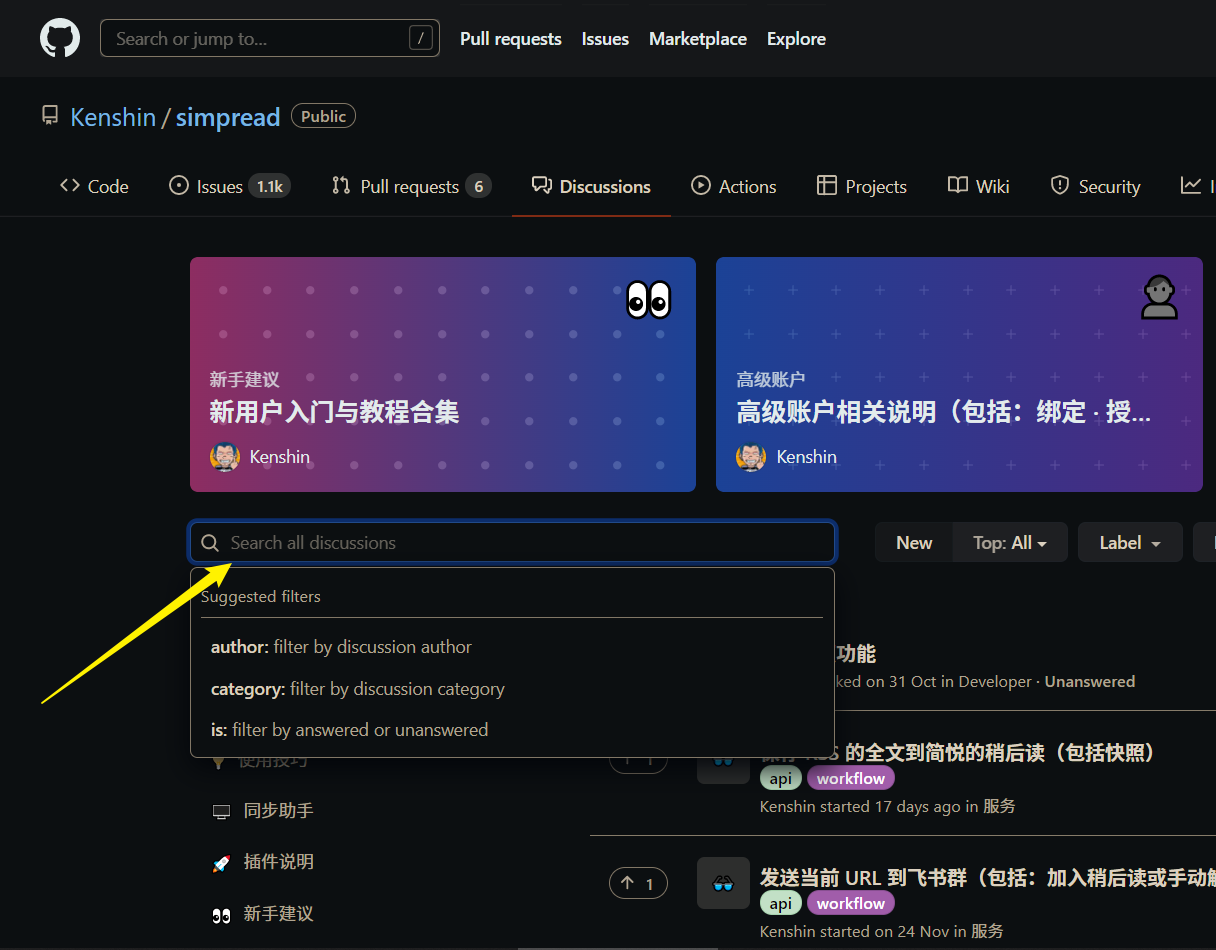 Search or jump to... /
Pull requests Issues Marketplace Explore
Kenshin / simpread Public
Code Issues 1.1k Pull requests 6 Discussions Actions Projects Wiki Security
新手建议
新用户入门与教程合集
Kenshin
高级账户
高级账户相关说明（包括：绑定 · 授...
Kenshin
Search all discussions
New Top: All Label
Suggested filters
author: filter by discussion author
category: filter by discussion category
is: filter by answered or unanswered
功能
ked on 31 Oct in Developer · Unanswered
使用技巧
同步助手
插件说明
新手建议
1
的全文到简悦的稍后读（包括快照）
api workflow
Kenshin started 17 days ago in 服务
1
发送当前 URL 到飞书群（包括：加入稍后读或手动
api workflow
Kenshin started on 24 Nov in 服务